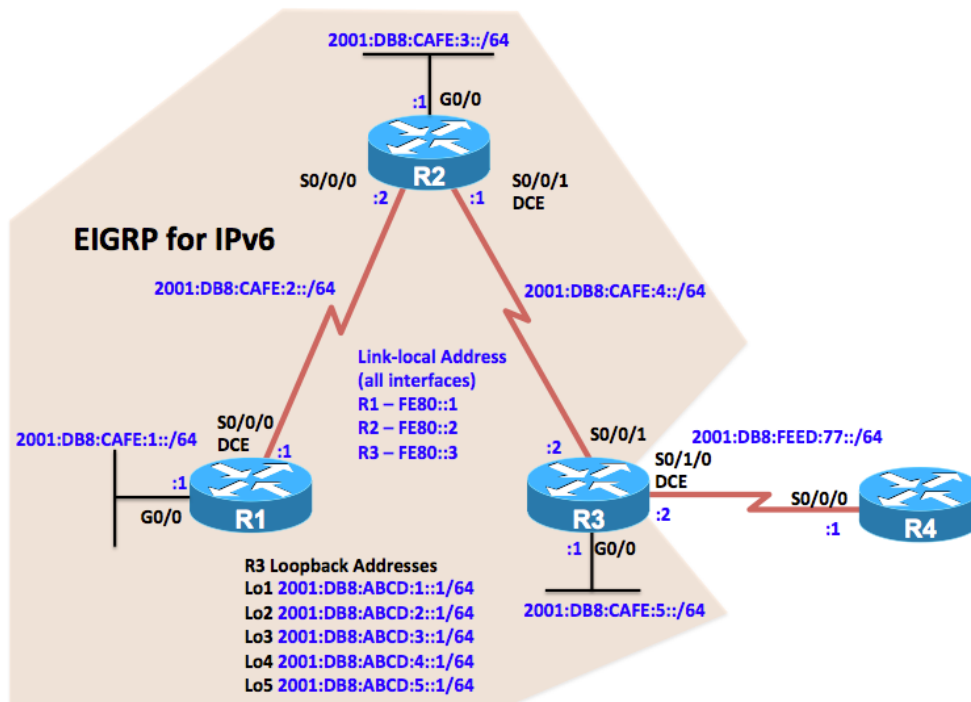 2001:DB8:CAFE:3::/64
:1
G0/0
R2
S0/0/0
:2
:1
S0/0/1
DCE
EIGRP for IPv6
2001:DB8:CAFE:2::/64
2001:DB8:CAFE:4::/64
Link-local Address
(all interfaces)
R1 – FE80::1
R2 – FE80::2
R3 – FE80::3
2001:DB8:CAFE:1::/64
S0/0/0
DCE
:1
:1
G0/0
R1
S0/0/1
:2
2001:DB8:FEED:77::/64
S0/1/0
DCE
:2
S0/0/0
:1
R3
R4
:1
G0/0
2001:DB8:CAFE:5::/64
R3 Loopback Addresses
Lo1 2001:DB8:ABCD:1::1/64
Lo2 2001:DB8:ABCD:2::1/64
Lo3 2001:DB8:ABCD:3::1/64
Lo4 2001:DB8:ABCD:4::1/64
Lo5 2001:DB8:ABCD:5::1/64